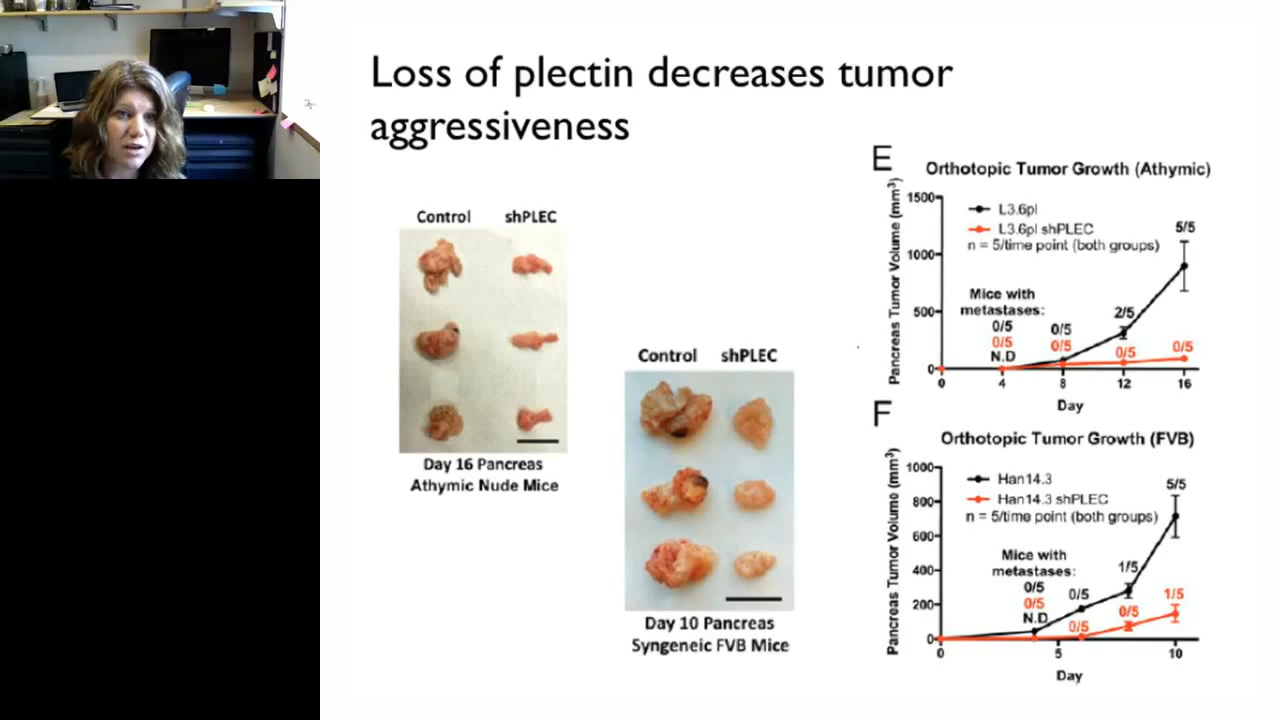 Loss of plectin decreases tumor
aggressiveness
Control shPLEC
Day 16 Pancreas
Athymic Nude Mice
Control shPLEC
Day 10 Pancreas
Syngeneic FVB Mice
E
Orthotopic Tumor Growth (Athymic)
Pancreas Tumor Volume (mm³)
1500
1000
500
0
L3.6pl
L3.6pl shPLEC
n = 5/time point (both groups)
Mice with
metastases:
0/5 0/5 2/5 5/5
0/5 0/5 0/5 0/5
N.D
0 4 8 12 16
Day
F
Orthotopic Tumor Growth (FVB)
Pancreas Tumor Volume (mm³)
1000
800
600
400
200
0
Han14.3
Han14.3 shPLEC
n = 5/time point (both groups)
Mice with
metastases:
0/5 0/5 1/5 5/5
0/5 0/5 0/5 1/5
N.D
0 5 10
Day